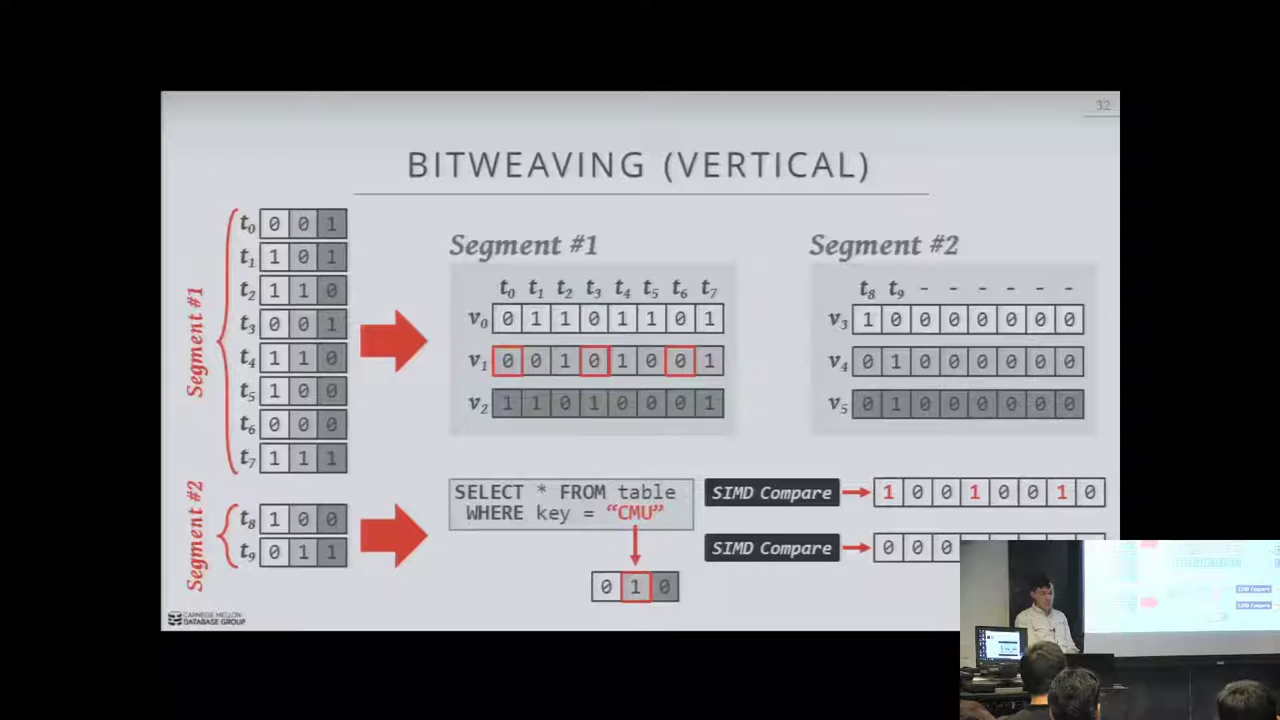 32
BITWEAVING (VERTICAL)
Segment #1
t0 0 0 1
t1 1 0 1
t2 1 1 0
t3 0 0 1
t4 1 1 0
t5 1 0 0
t6 0 0 0
t7 1 1 1
Segment #2
t8 1 0 0
t9 0 1 1
Segment #1
t0 t1 t2 t3 t4 t5 t6 t7
v0 0 1 1 0 1 1 0 1
v1 0 0 1 0 1 0 0 1
v2 1 1 0 1 0 0 0 1
Segment #2
t8 t9 - - - - - -
v3 1 0 0 0 0 0 0 0
v4 0 1 0 0 0 0 0 0
v5 0 1 0 0 0 0 0 0
SELECT * FROM table
WHERE key = “CMU”
0 1 0
SIMD Compare
1 0 0 1 0 0 1 0
SIMD Compare
0 0 0
CARNEGIE MELLON
DATABASE GROUP
SIMD Compare
SIMD Compare